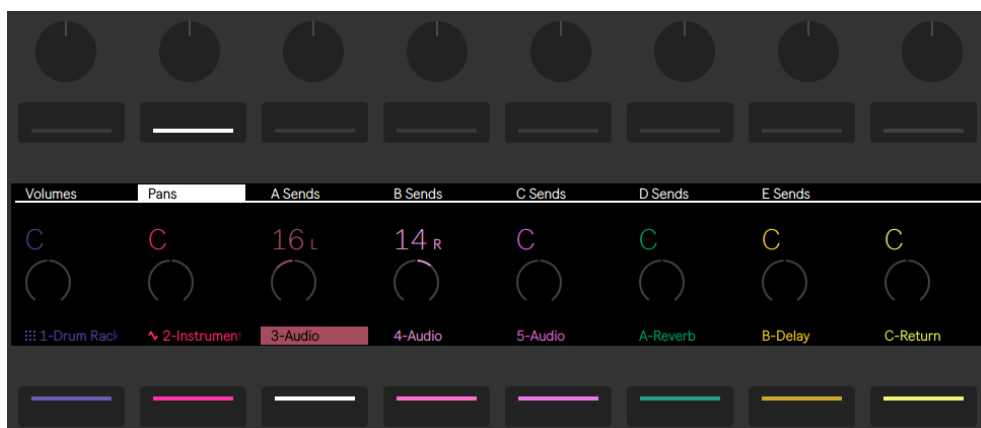 Volumes Pans A Sends B Sends C Sends D Sends E Sends
C C 16 L 14 R C C C C
1-Drum Rack 2-Instrument 3-Audio 4-Audio 5-Audio A-Reverb B-Delay C-Return